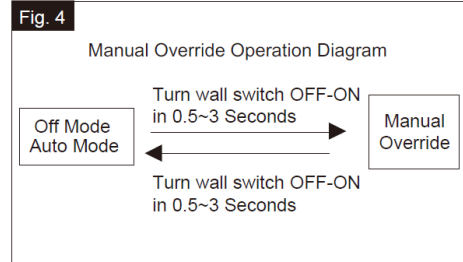 Fig. 4
Manual Override Operation Diagram
Turn wall switch OFF-ON
in 0.5~3 Seconds
Off Mode
Auto Mode
Manual
Override
Turn wall switch OFF-ON
in 0.5~3 Seconds